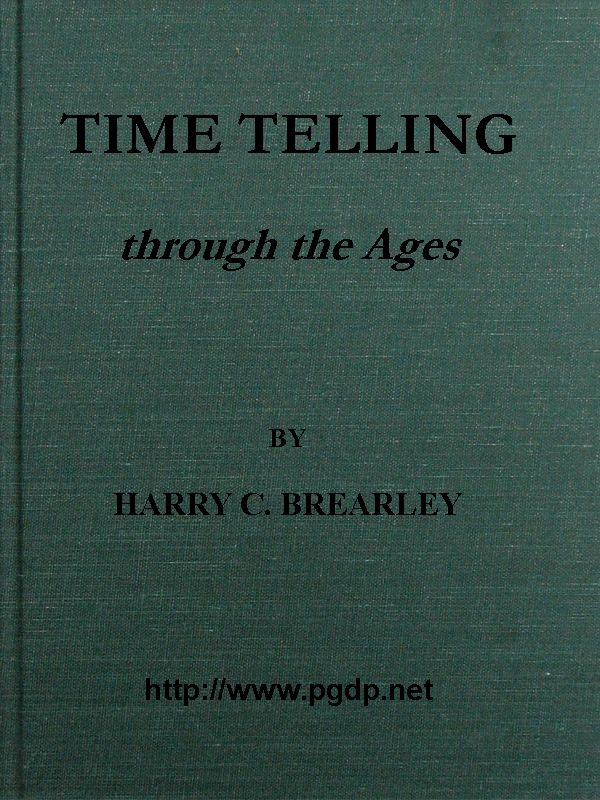 TIME TELLING
through the Ages
BY
HARRY C. BREARLEY
http://www.pgdp.net